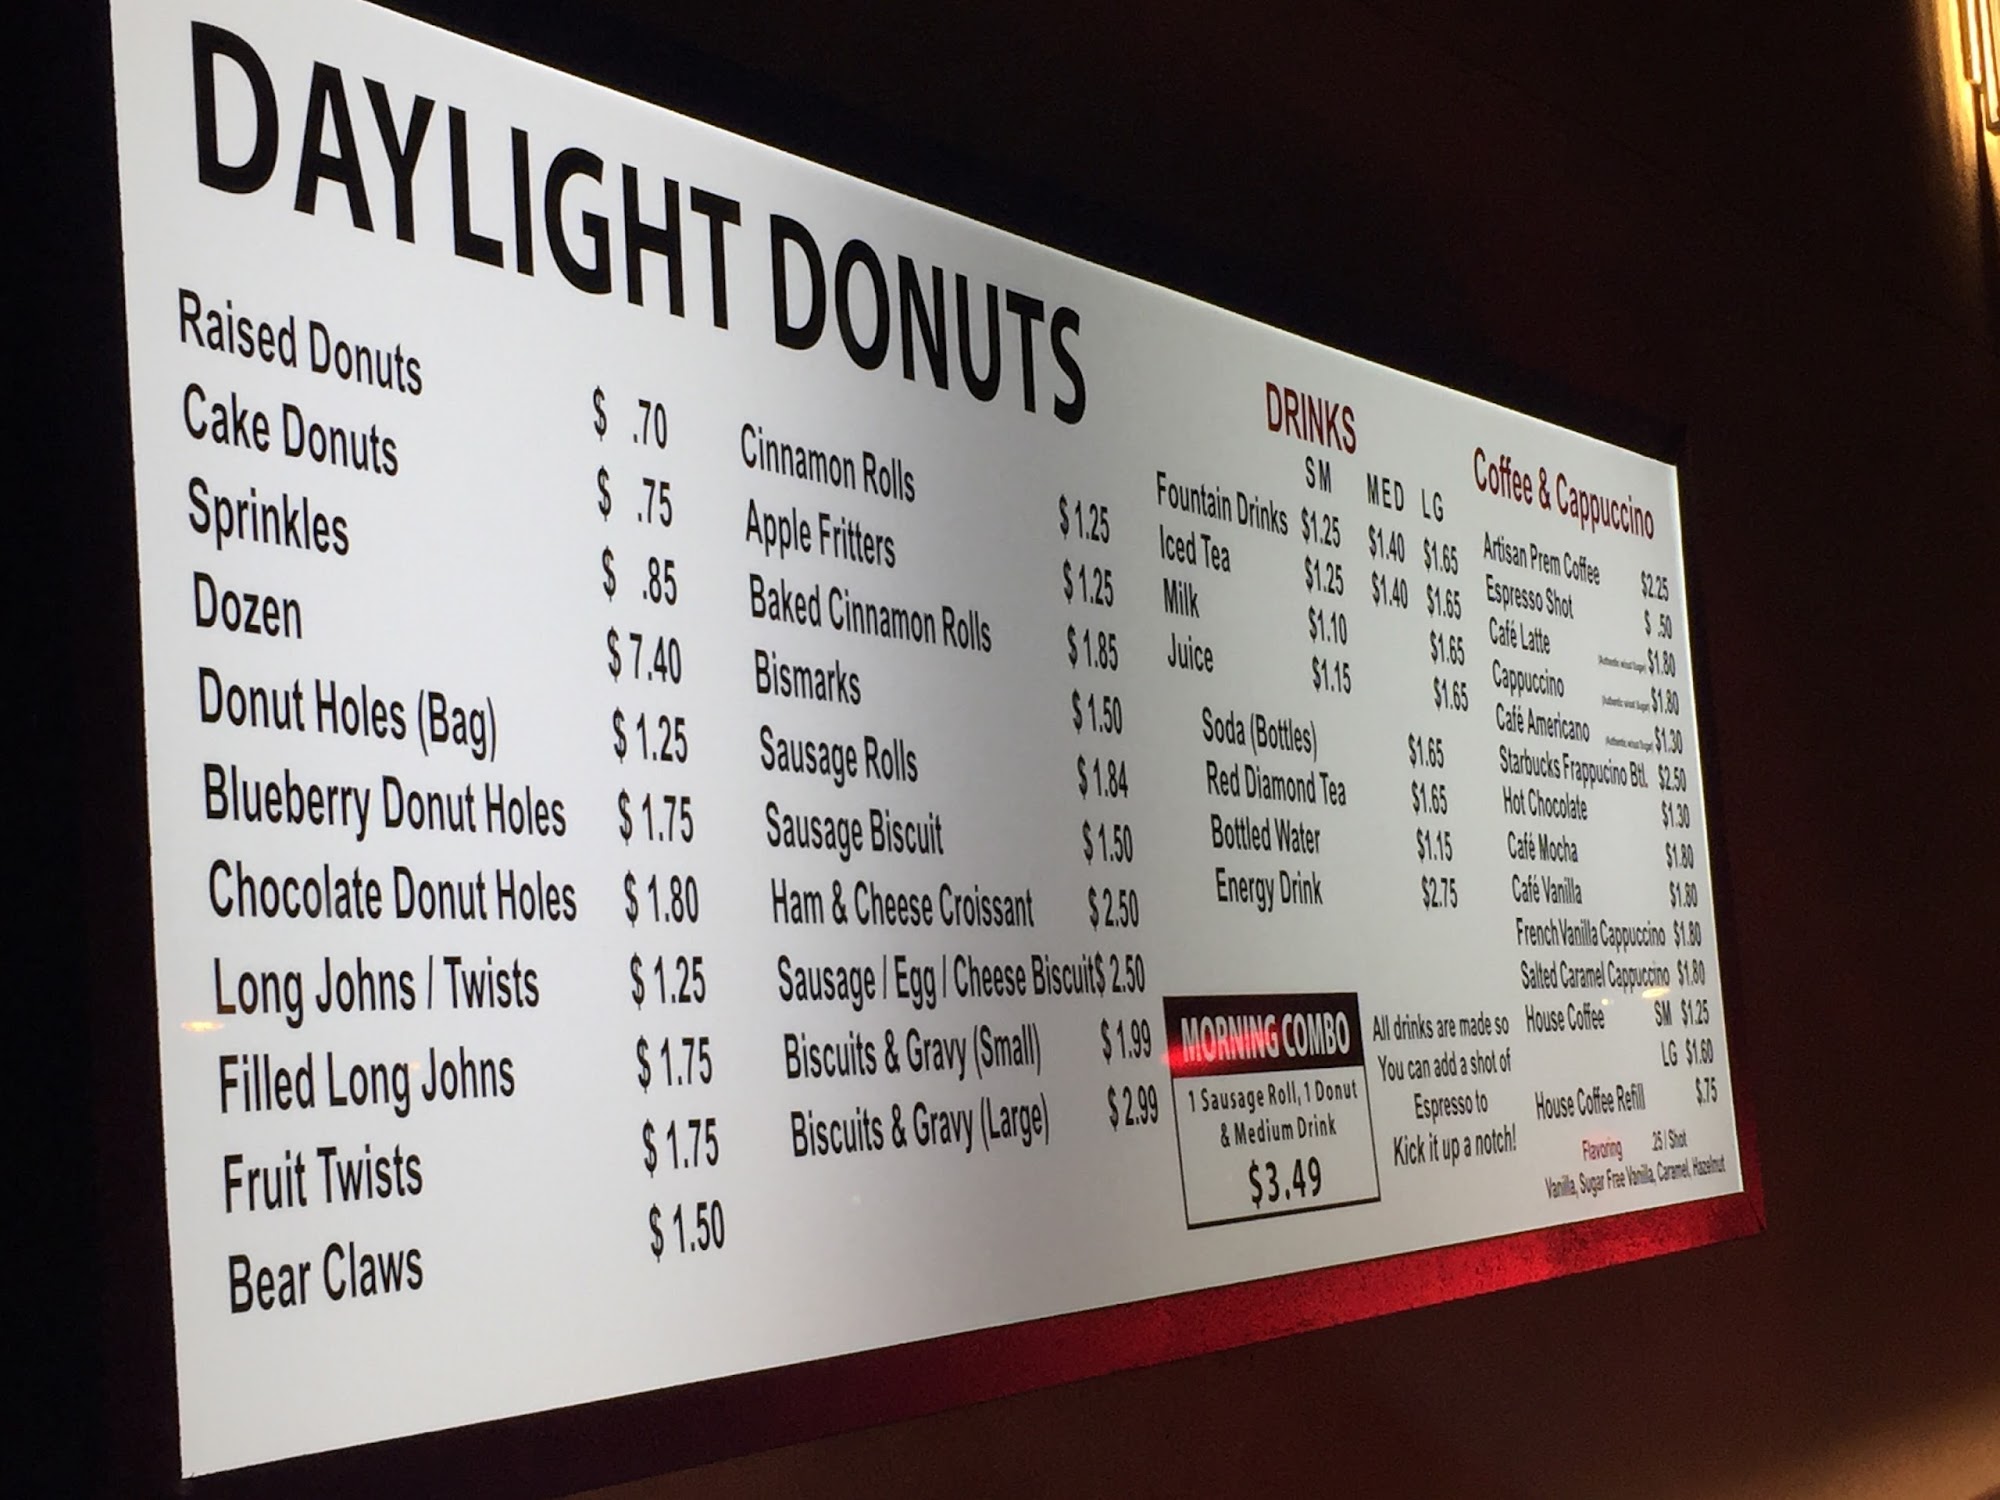 DAYLIGHT DONUTS
Raised Donuts $ .70
Cake Donuts $ .75
Sprinkles $ .85
Dozen $ 7.40
Donut Holes (Bag) $ 1.25
Blueberry Donut Holes $ 1.75
Chocolate Donut Holes $ 1.80
Long Johns / Twists $ 1.25
Filled Long Johns $ 1.75
Fruit Twists $ 1.75
Bear Claws $ 1.50
Cinnamon Rolls $ 1.25
Apple Fritters $ 1.25
Baked Cinnamon Rolls $ 1.85
Bismarks $ 1.50
Sausage Rolls $ 1.84
Sausage Biscuit $ 1.50
Ham & Cheese Croissant $ 2.50
Sausage / Egg / Cheese Biscuit $ 2.50
Biscuits & Gravy (Small) $ 1.99
Biscuits & Gravy (Large) $ 2.99
DRINKS
SM MED LG
Fountain Drinks $1.25 $1.40 $1.65
Iced Tea $1.25 $1.40 $1.65
Milk $1.10 $1.65
Juice $1.15 $1.65
Soda (Bottles) $1.65
Red Diamond Tea $1.65
Bottled Water $1.15
Energy Drink $2.75
MORNING COMBO
1 Sausage Roll, 1 Donut
& Medium Drink
$3.49
All drinks are made so
You can add a shot of
Espresso to
Kick it up a notch!
Coffee & Cappuccino
Artisan Prem Coffee $2.25
Espresso Shot $ .50
Café Latte $1.80
Cappuccino $1.80
Café Americano $1.30
Starbucks Frappucino Btl. $2.50
Hot Chocolate $1.30
Café Mocha $1.80
Café Vanilla $1.80
French Vanilla Cappuccino $1.80
Salted Caramel Cappuccino $1.80
House Coffee SM $1.25
LG $1.60
House Coffee Refill $.75
Flavoring .25 / Shot
Vanilla, Sugar Free Vanilla, Caramel, Hazelnut